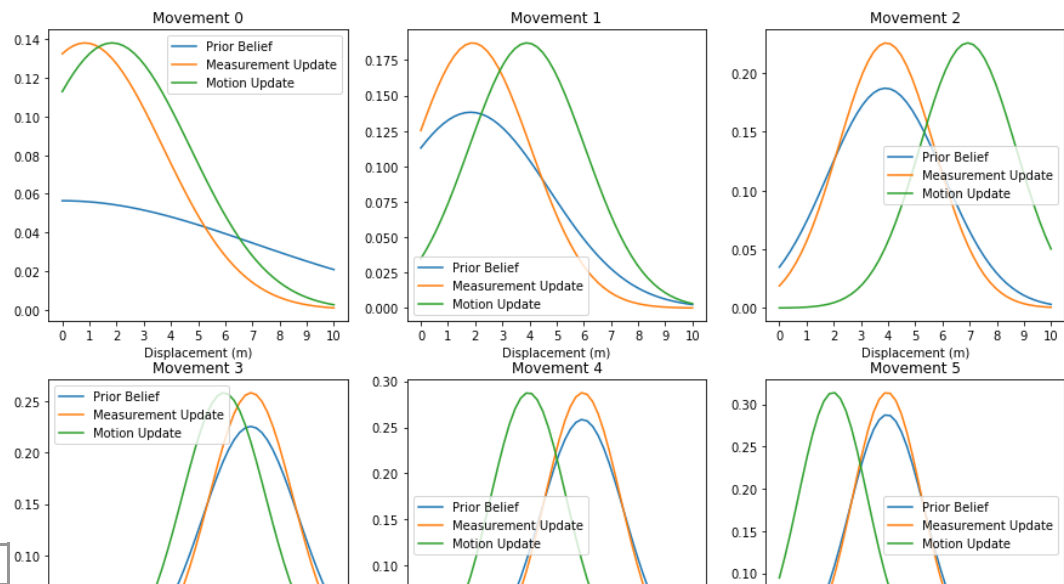 Movement 0
0.14
0.12
0.10
0.08
0.06
0.04
0.02
0.00
Prior Belief
Measurement Update
Motion Update
0 1 2 3 4 5 6 7 8 9 10
Displacement (m)
Movement 1
0.175
0.150
0.125
0.100
0.075
0.050
0.025
0.000
Prior Belief
Measurement Update
Motion Update
0 1 2 3 4 5 6 7 8 9 10
Displacement (m)
Movement 2
0.20
0.15
0.10
0.05
0.00
Prior Belief
Measurement Update
Motion Update
0 1 2 3 4 5 6 7 8 9 10
Displacement (m)
Movement 3
0.25
0.20
0.15
0.10
Prior Belief
Measurement Update
Motion Update
Movement 4
0.30
0.25
0.20
0.15
0.10
Prior Belief
Measurement Update
Motion Update
Movement 5
0.30
0.25
0.20
0.15
0.10
Prior Belief
Measurement Update
Motion Update